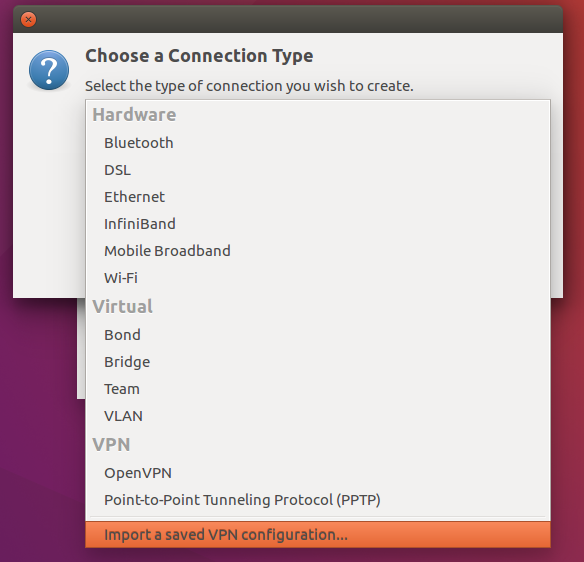 Choose a Connection Type
Select the type of connection you wish to create.
Hardware
Bluetooth
DSL
Ethernet
InfiniBand
Mobile Broadband
Wi-Fi
Virtual
Bond
Bridge
Team
VLAN
VPN
OpenVPN
Point-to-Point Tunneling Protocol (PPTP)
Import a saved VPN configuration...